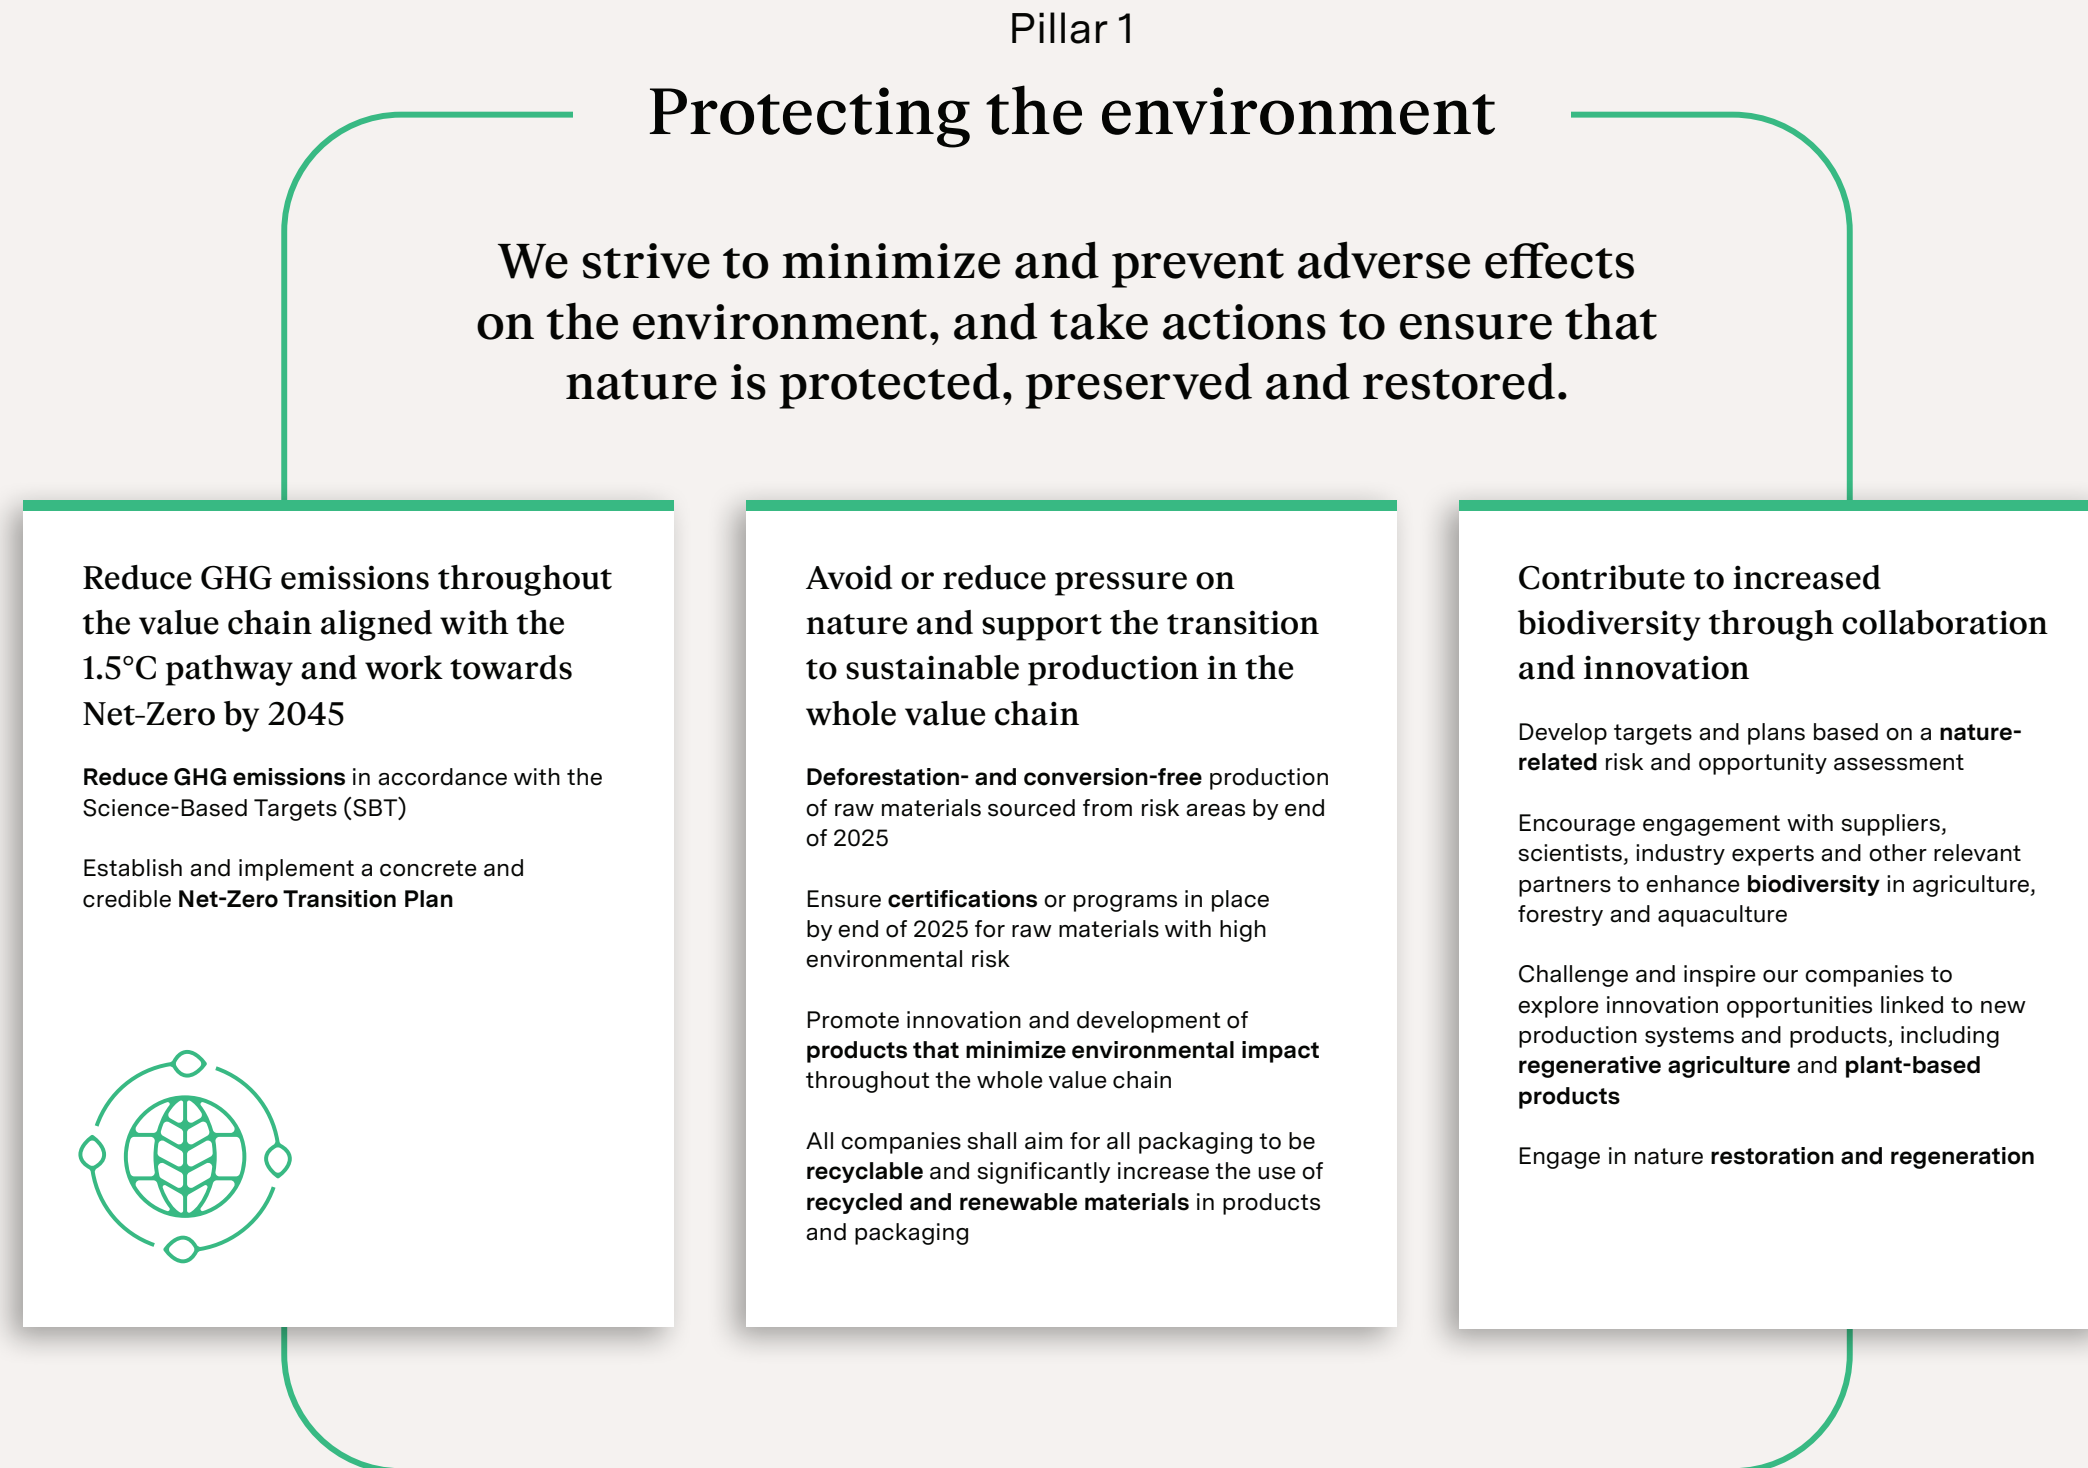 Pillar 1
Protecting the environment
We strive to minimize and prevent adverse effects
on the environment, and take actions to ensure that
nature is protected, preserved and restored.
Reduce GHG emissions throughout
the value chain aligned with the
1.5°C pathway and work towards
Net-Zero by 2045
Reduce GHG emissions in accordance with the
Science-Based Targets (SBT)
Establish and implement a concrete and
credible Net-Zero Transition Plan
Avoid or reduce pressure on
nature and support the transition
to sustainable production in the
whole value chain
Deforestation- and conversion-free production
of raw materials sourced from risk areas by end
of 2025
Ensure certifications or programs in place
by end of 2025 for raw materials with high
environmental risk
Promote innovation and development of
products that minimize environmental impact
throughout the whole value chain
All companies shall aim for all packaging to be
recyclable and significantly increase the use of
recycled and renewable materials in products
and packaging
Contribute to increased
biodiversity through collaboration
and innovation
Develop targets and plans based on a nature-
related risk and opportunity assessment
Encourage engagement with suppliers,
scientists, industry experts and other relevant
partners to enhance biodiversity in agriculture,
forestry and aquaculture
Challenge and inspire our companies to
explore innovation opportunities linked to new
production systems and products, including
regenerative agriculture and plant-based
products
Engage in nature restoration and regeneration